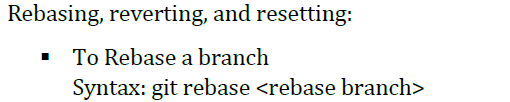 Rebasing, reverting, and resetting:
▪ To Rebase a branch
Syntax: git rebase <rebase branch>